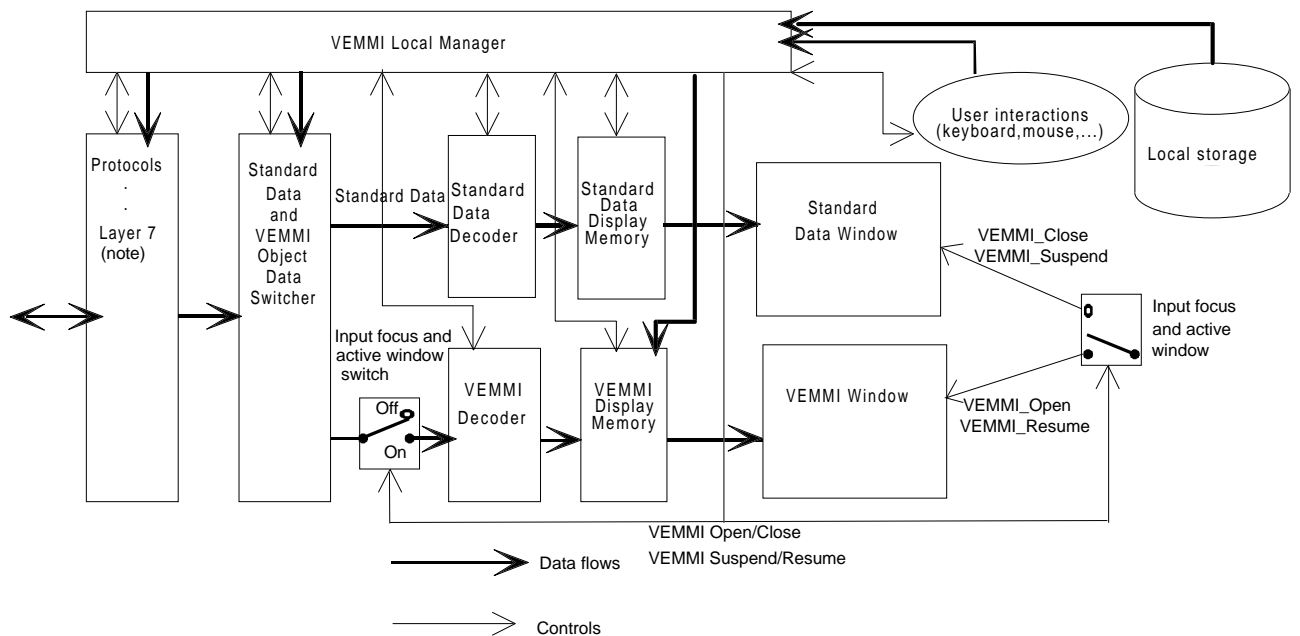 VEMMI Local Manager
User interactions
(keyboard,mouse,...)
Local storage
Protocols
.
.
Layer 7
(note)
Standard
Data
and
VEMMI
Object
Data
Switcher
Standard Data
Standard
Data
Decoder
Standard
Data
Display
Memory
Standard
Data Window
VEMMI_Close
VEMMI_Suspend
Input focus
and active
window
Input focus and
active window
switch
Off
On
VEMMI
Decoder
VEMMI
Display
Memory
VEMMI Window
VEMMI_Open
VEMMI_Resume
VEMMI Open/Close
VEMMI Suspend/Resume
Data flows
Controls